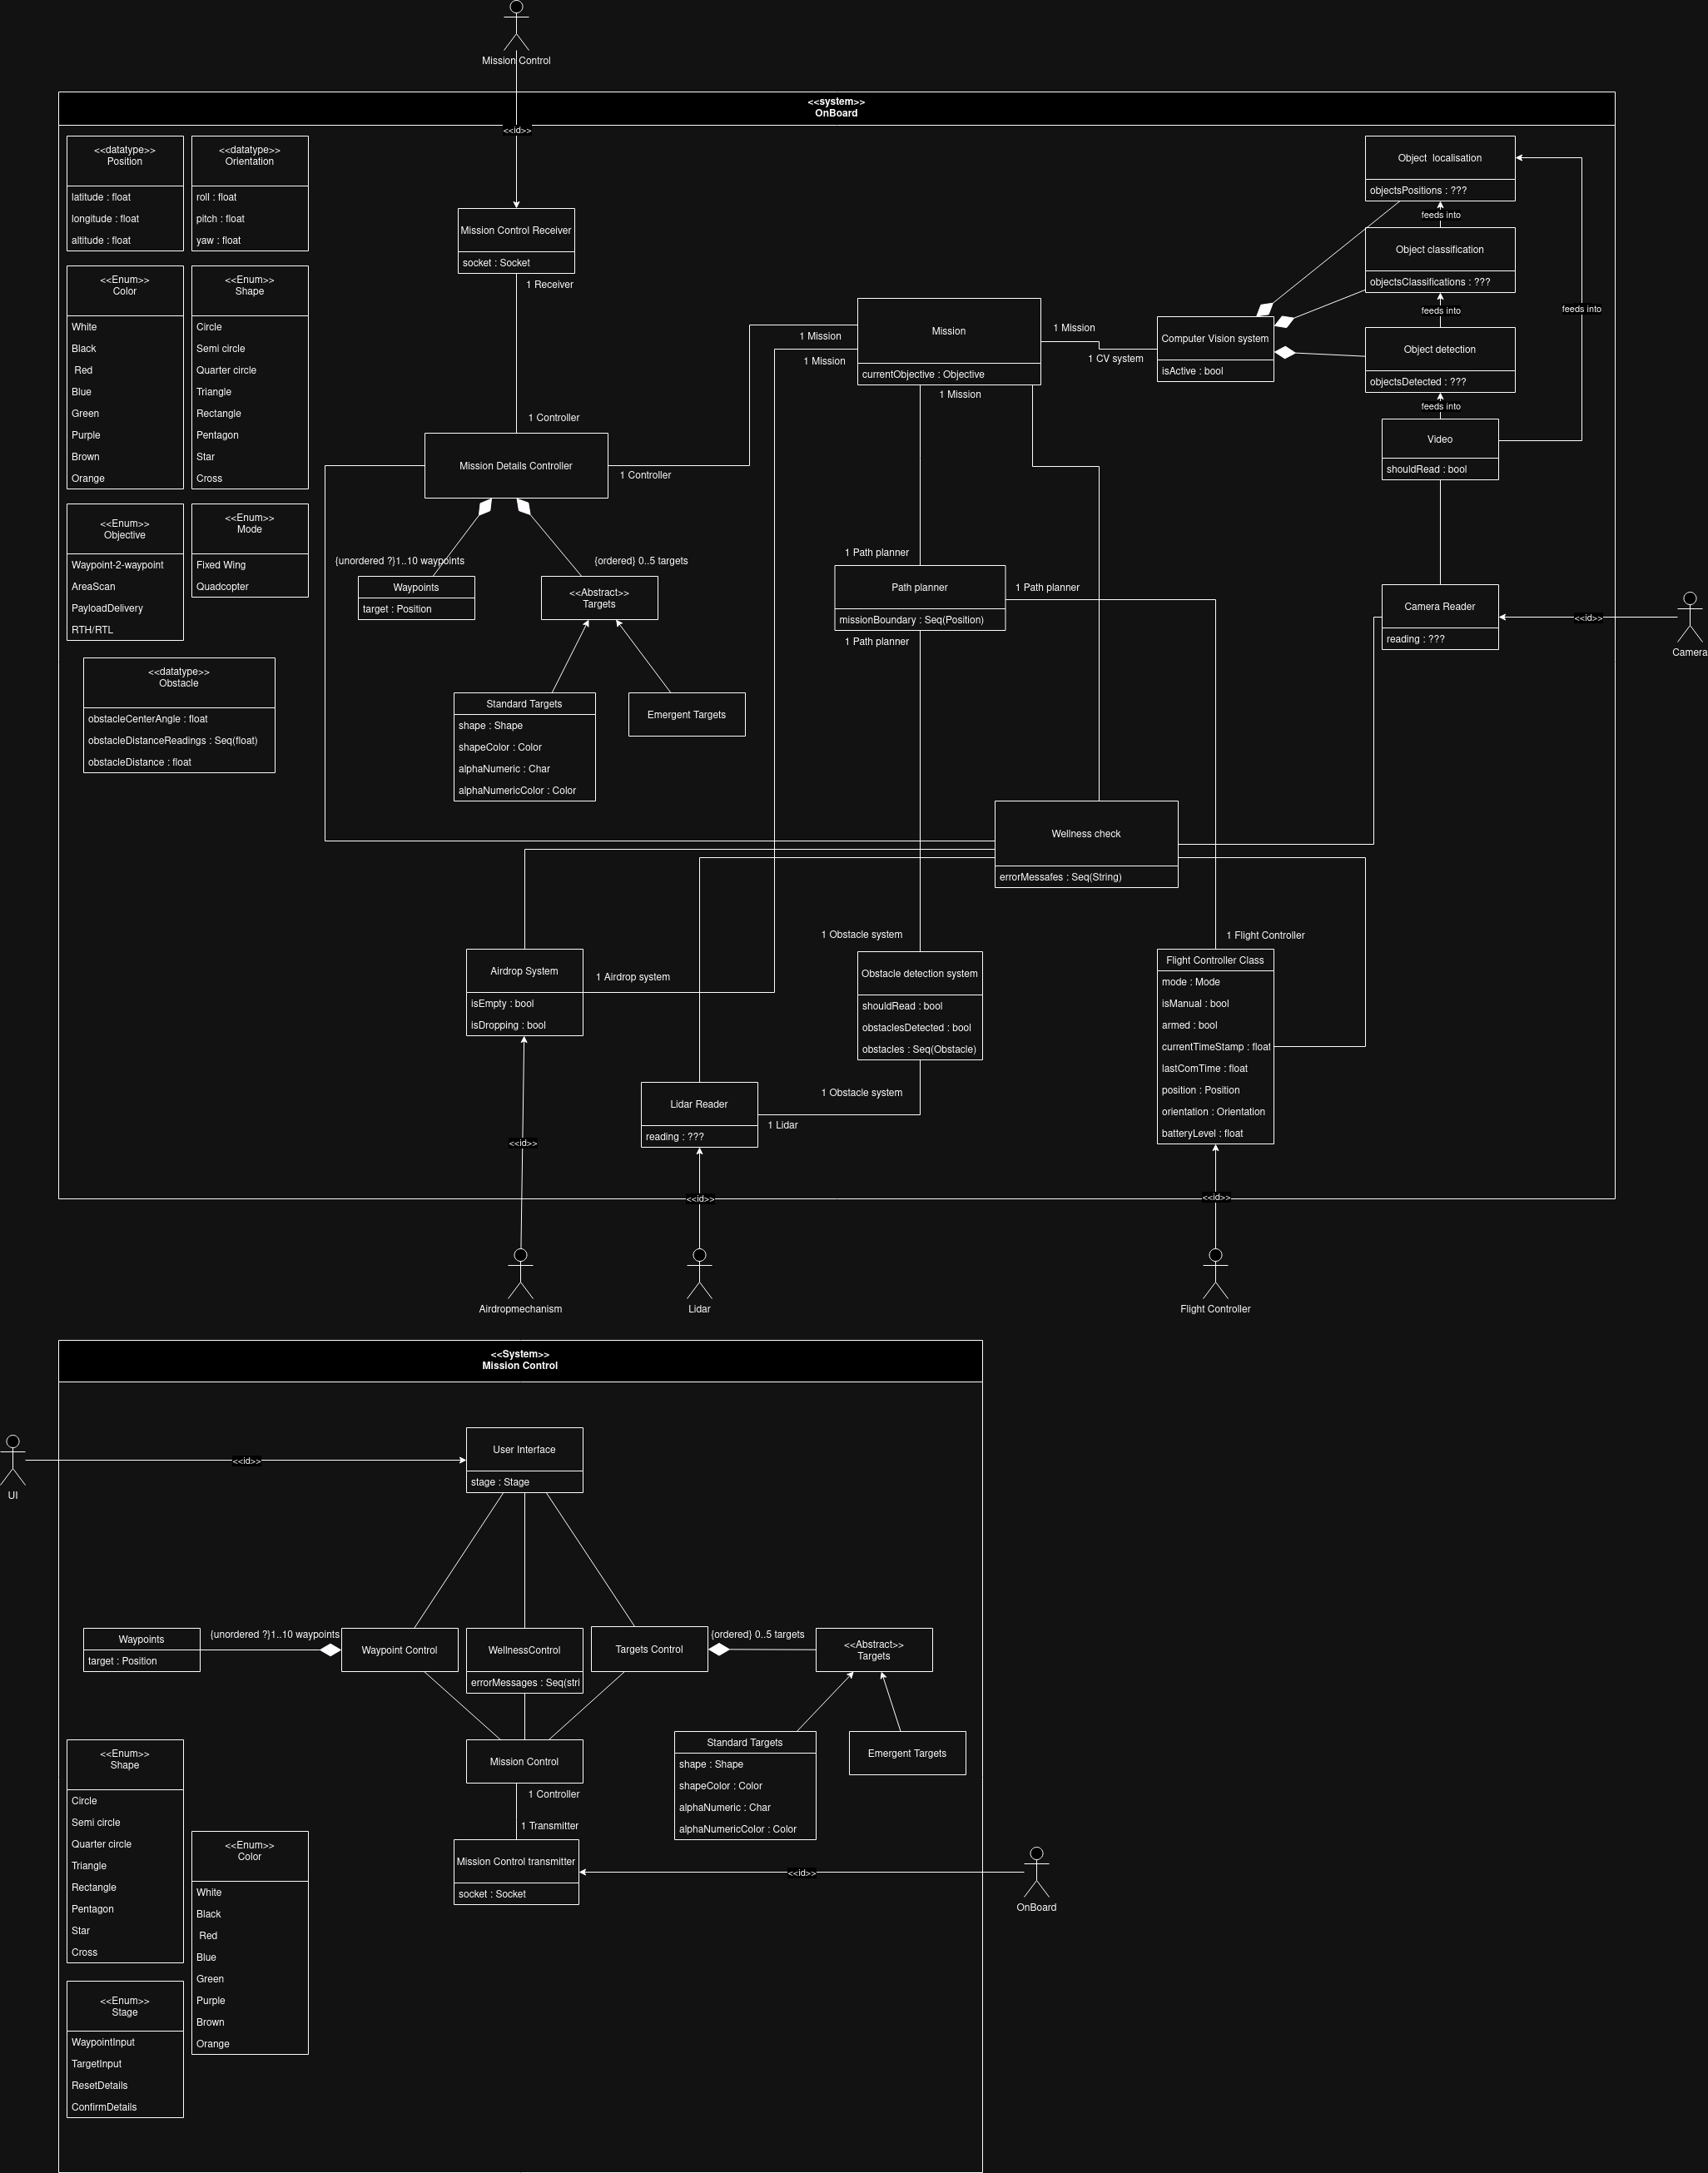 Mission Control
<<system>>
OnBoard
<<id>>
<<datatype>>
Position
latitude : float
longitude : float
altitude : float
<<datatype>>
Orientation
roll : float
pitch : float
yaw : float
<<Enum>>
Color
White
Black
Red
Blue
Green
Purple
Brown
Orange
<<Enum>>
Shape
Circle
Semi circle
Quarter circle
Triangle
Rectangle
Pentagon
Star
Cross
<<Enum>>
Objective
Waypoint-2-waypoint
AreaScan
PayloadDelivery
RTH/RTL
<<Enum>>
Mode
Fixed Wing
Quadcopter
<<datatype>>
Obstacle
obstacleCenterAngle : float
obstacleDistanceReadings : Seq(float)
obstacleDistance : float
Mission Control Receiver
socket : Socket
1 Receiver
1 Controller
Mission Details Controller
1 Controller
{unordered ?}1..10 waypoints
{ordered} 0..5 targets
Waypoints
target : Position
<<Abstract>>
Targets
Standard Targets
shape : Shape
shapeColor : Color
alphaNumeric : Char
alphaNumericColor : Color
Emergent Targets
1 Mission
1 Mission
Mission
currentObjective : Objective
1 Mission
1 Mission
1 CV system
Computer Vision system
isActive : bool
Object localisation
objectsPositions : ???
feeds into
Object classification
objectsClassifications : ???
feeds into
feeds into
Object detection
objectsDetected : ???
feeds into
Video
shouldRead : bool
Camera Reader
reading : ???
<<id>>
Camera
1 Path planner
Path planner
missionBoundary : Seq(Position)
1 Path planner
1 Path planner
Wellness check
errorMessafes : Seq(String)
1 Obstacle system
1 Flight Controller
Airdrop System
isEmpty : bool
isDropping : bool
1 Airdrop system
Obstacle detection system
shouldRead : bool
obstaclesDetected : bool
obstacles : Seq(Obstacle)
Flight Controller Class
mode : Mode
isManual : bool
armed : bool
currentTimeStamp : float
lastComTime : float
position : Position
orientation : Orientation
batteryLevel : float
1 Obstacle system
Lidar Reader
reading : ???
1 Lidar
<<id>>
<<id>>
<<id>>
Airdropmechanism
Lidar
Flight Controller
<<System>>
Mission Control
UI
<<id>>
User Interface
stage : Stage
Waypoints
target : Position
{unordered ?}1..10 waypoints
Waypoint Control
WellnessControl
errorMessages : Seq(stri
Targets Control
{ordered} 0..5 targets
<<Abstract>>
Targets
Standard Targets
shape : Shape
shapeColor : Color
alphaNumeric : Char
alphaNumericColor : Color
Emergent Targets
Mission Control
1 Controller
1 Transmitter
Mission Control transmitter
socket : Socket
<<id>>
OnBoard
<<Enum>>
Shape
Circle
Semi circle
Quarter circle
Triangle
Rectangle
Pentagon
Star
Cross
<<Enum>>
Color
White
Black
Red
Blue
Green
Purple
Brown
Orange
<<Enum>>
Stage
WaypointInput
TargetInput
ResetDetails
ConfirmDetails